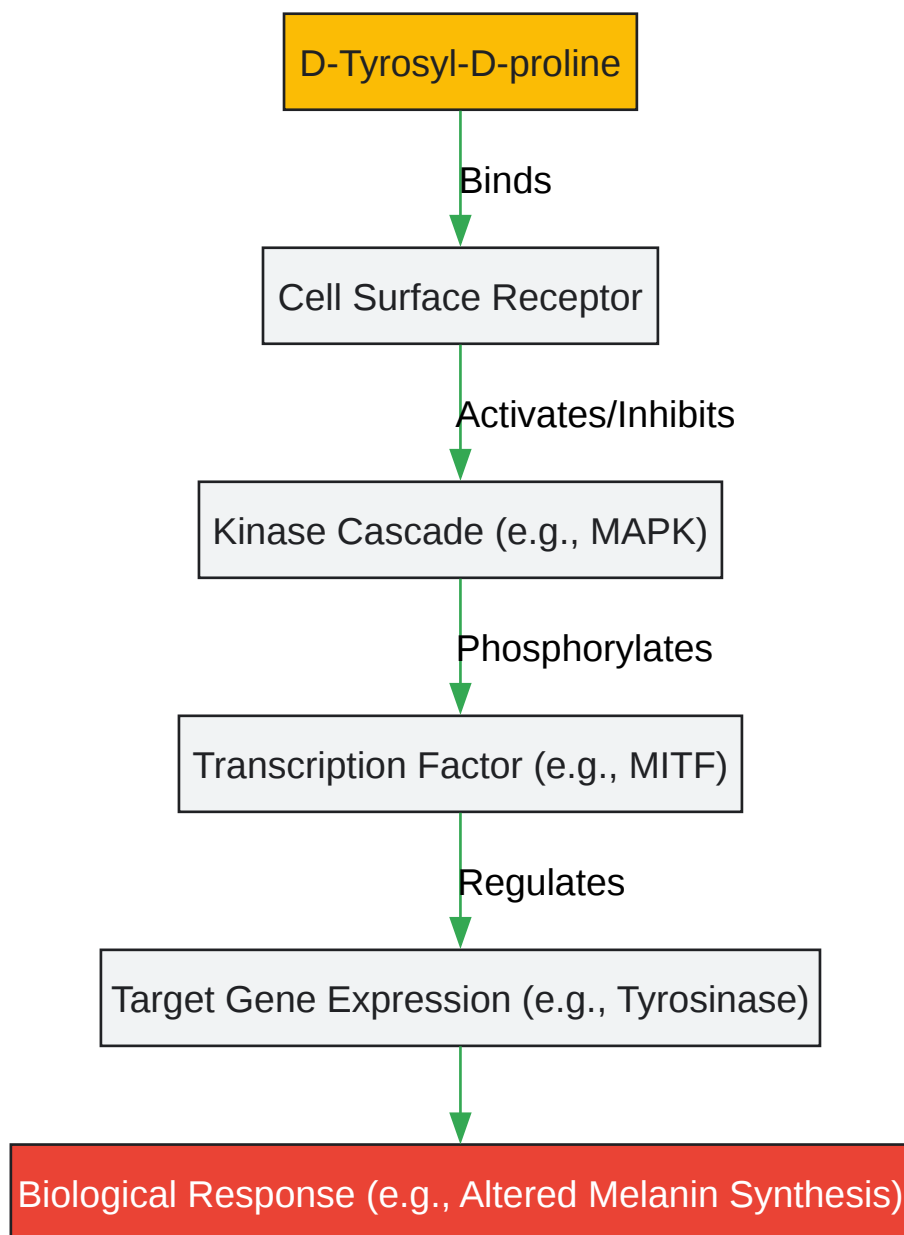 D-Tyrosyl-D-proline
Binds
Cell Surface Receptor
Activates/Inhibits
Kinase Cascade (e.g., MAPK)
Phosphorylates
Transcription Factor (e.g., MITF)
Regulates
Target Gene Expression (e.g., Tyrosinase)
Biological Response (e.g., Altered Melanin Synthesis)